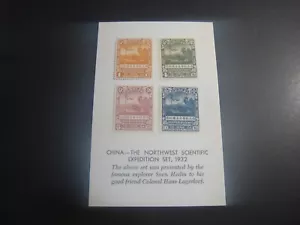 CHINA.—THE NORTHWEST SCIENTIFIC
EXPEDITION SET, 1932
The above set was presented by the
famous explorer Sven Hedin to his
good friend Colonel Hans Lagerlöf.